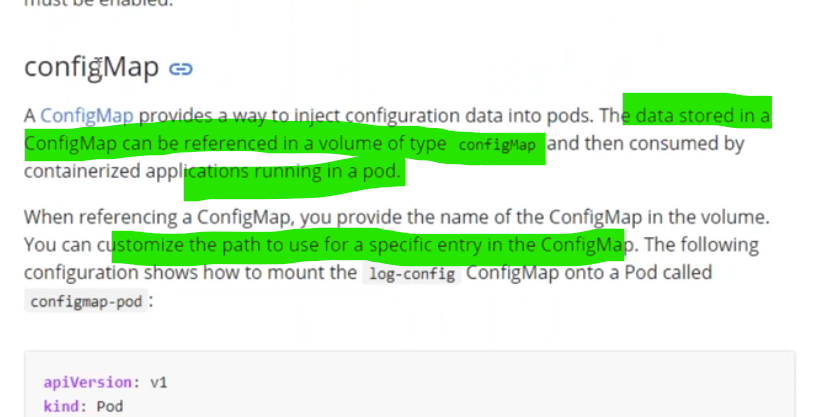 must be enabled.
configMap
A ConfigMap provides a way to inject configuration data into pods. The data stored in a
ConfigMap can be referenced in a volume of type configMap and then consumed by
containerized applications running in a pod.
When referencing a ConfigMap, you provide the name of the ConfigMap in the volume.
You can customize the path to use for a specific entry in the ConfigMap. The following
configuration shows how to mount the log-config ConfigMap onto a Pod called
configmap-pod :
apiVersion: v1
kind: Pod